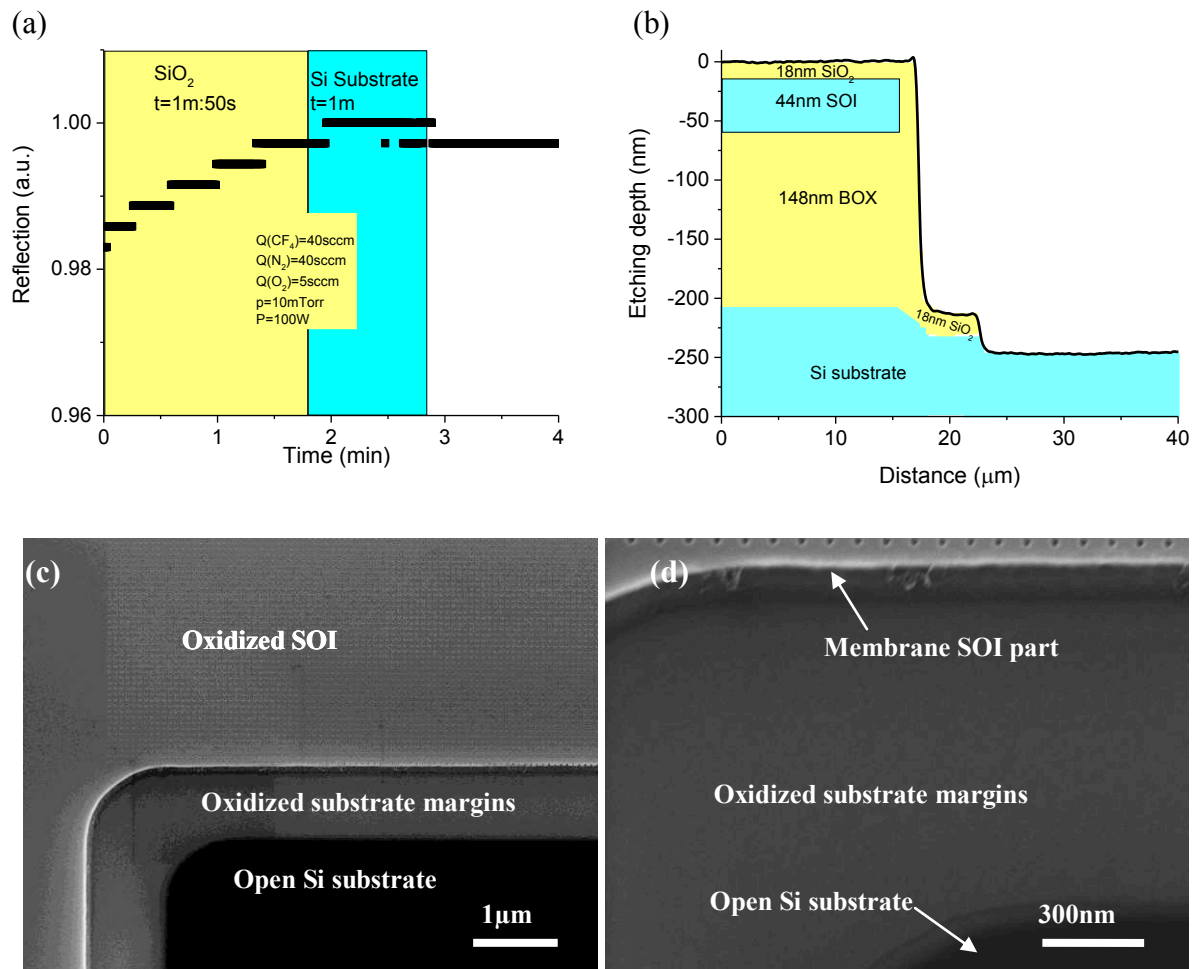 (a)
SiO₂
t=1m:50s
Si Substrate
t=1m
1.00
0.98
0.96
Reflection (a.u.)
Q(CF₄)=40sccm
Q(N₂)=40sccm
Q(O₂)=5sccm
p=10mTorr
P=100W
0 1 2 3 4
Time (min)
(b)
0
-50
-100
-150
-200
-250
-300
Etching depth (nm)
18nm SiO₂
44nm SOI
148nm BOX
18nm SiO₂
Si substrate
0 10 20 30 40
Distance (μm)
(c)
Oxidized SOI
Oxidized substrate margins
Open Si substrate
1μm
(d)
Membrane SOI part
Oxidized substrate margins
Open Si substrate
300nm